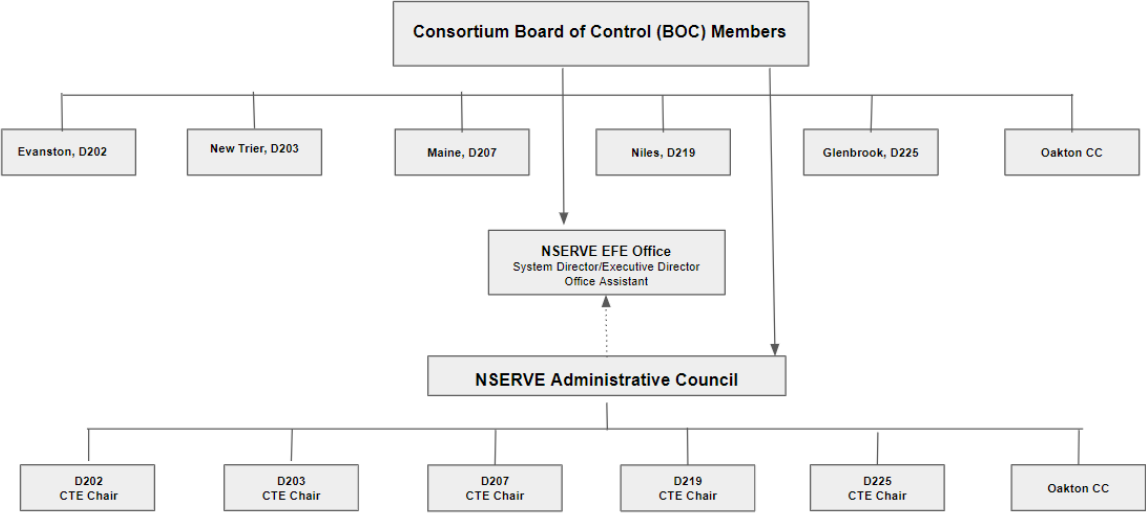 Consortium Board of Control (BOC) Members
Evanston, D202
New Trier, D203
Maine, D207
Niles, D219
Glenbrook, D225
Oakton CC
NSERVE EFE Office
System Director/Executive Director
Office Assistant
NSERVE Administrative Council
D202
CTE Chair
D203
CTE Chair
D207
CTE Chair
D219
CTE Chair
D225
CTE Chair
Oakton CC